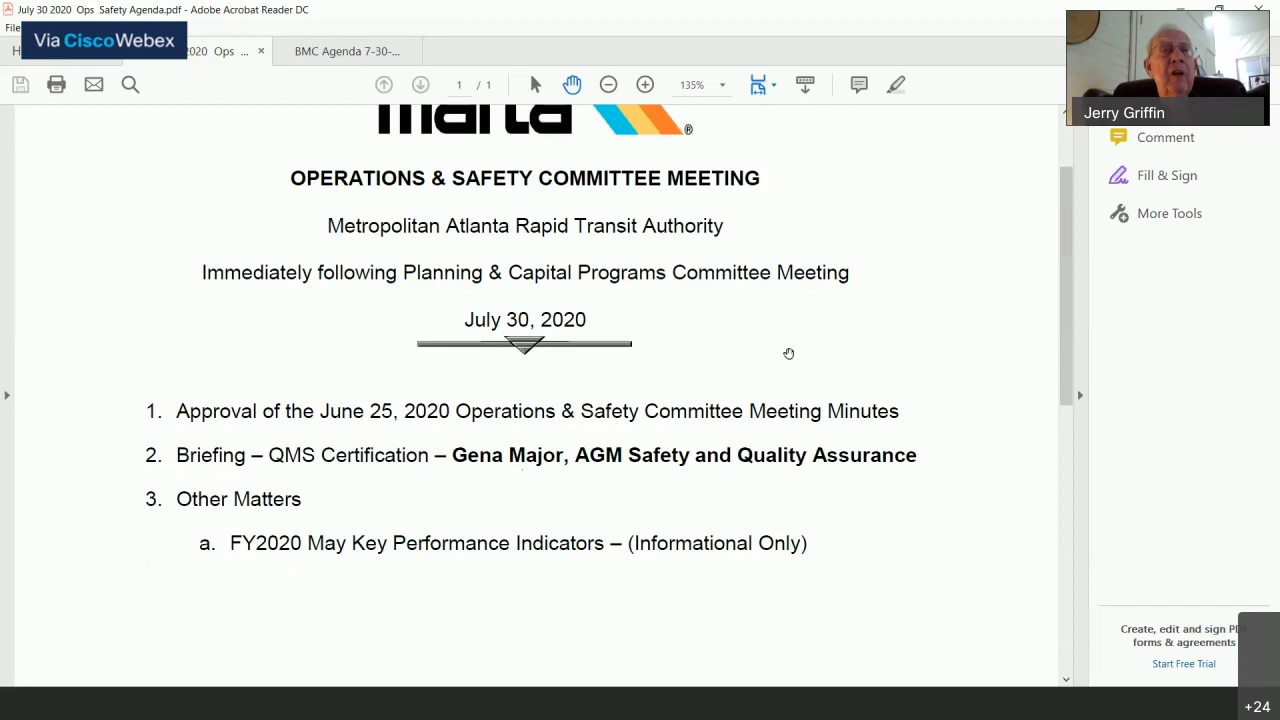 July 30 2020 Ops Safety Agenda.pdf - Adobe Acrobat Reader DC
Via CiscoWebex
2020 Ops ... ×
BMC Agenda 7-30-...
1 / 1
135%
Jerry Griffin
Comment
Fill & Sign
More Tools
marta ®
OPERATIONS & SAFETY COMMITTEE MEETING
Metropolitan Atlanta Rapid Transit Authority
Immediately following Planning & Capital Programs Committee Meeting
July 30, 2020
1. Approval of the June 25, 2020 Operations & Safety Committee Meeting Minutes
2. Briefing – QMS Certification – Gena Major, AGM Safety and Quality Assurance
3. Other Matters
a. FY2020 May Key Performance Indicators – (Informational Only)
Create, edit and sign
forms & agreements
Start Free Trial
+24